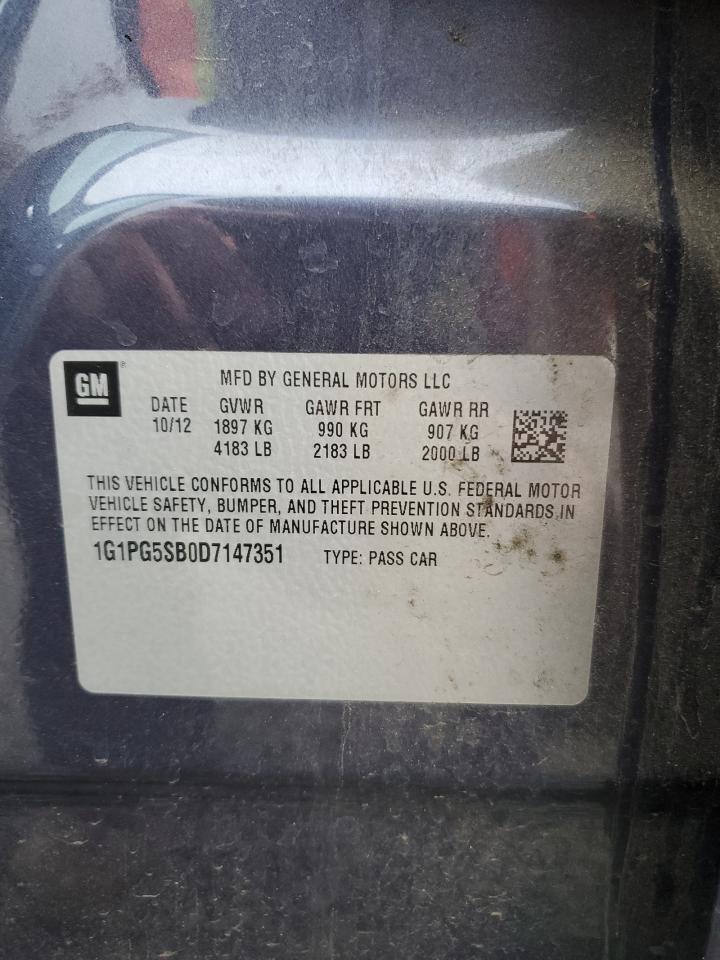 GM
MFD BY GENERAL MOTORS LLC
DATE GVWR GAWR FRT GAWR RR
10/12 1897 KG 990 KG 907 KG
4183 LB 2183 LB 2000 LB
THIS VEHICLE CONFORMS TO ALL APPLICABLE U.S. FEDERAL MOTOR
VEHICLE SAFETY, BUMPER, AND THEFT PREVENTION STANDARDS IN
EFFECT ON THE DATE OF MANUFACTURE SHOWN ABOVE.
1G1PG5SB0D7147351 TYPE: PASS CAR